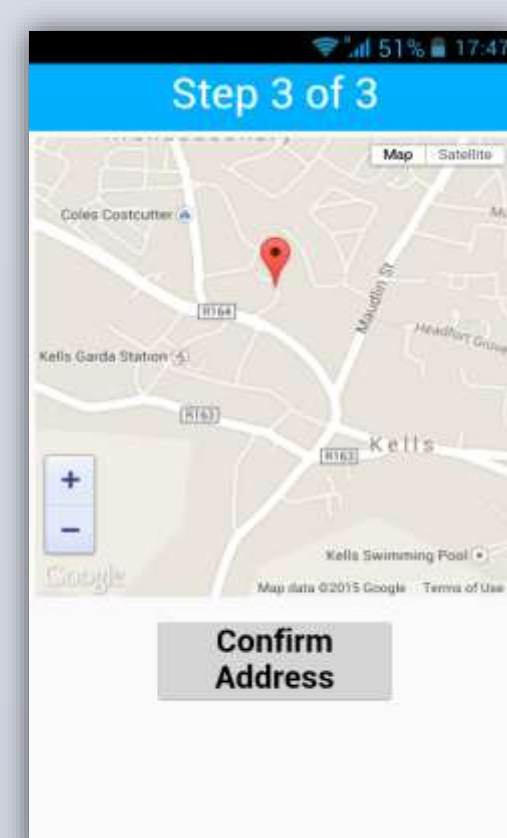 51% 17:47
Step 3 of 3
Map Satellite
Coles Costcutter
R164
Maudlin St
Headfort Grove
Kells Garda Station
R163
Kells
R163
+
−
Kells Swimming Pool
Google
Map data ©2015 Google Terms of Use
Confirm
Address